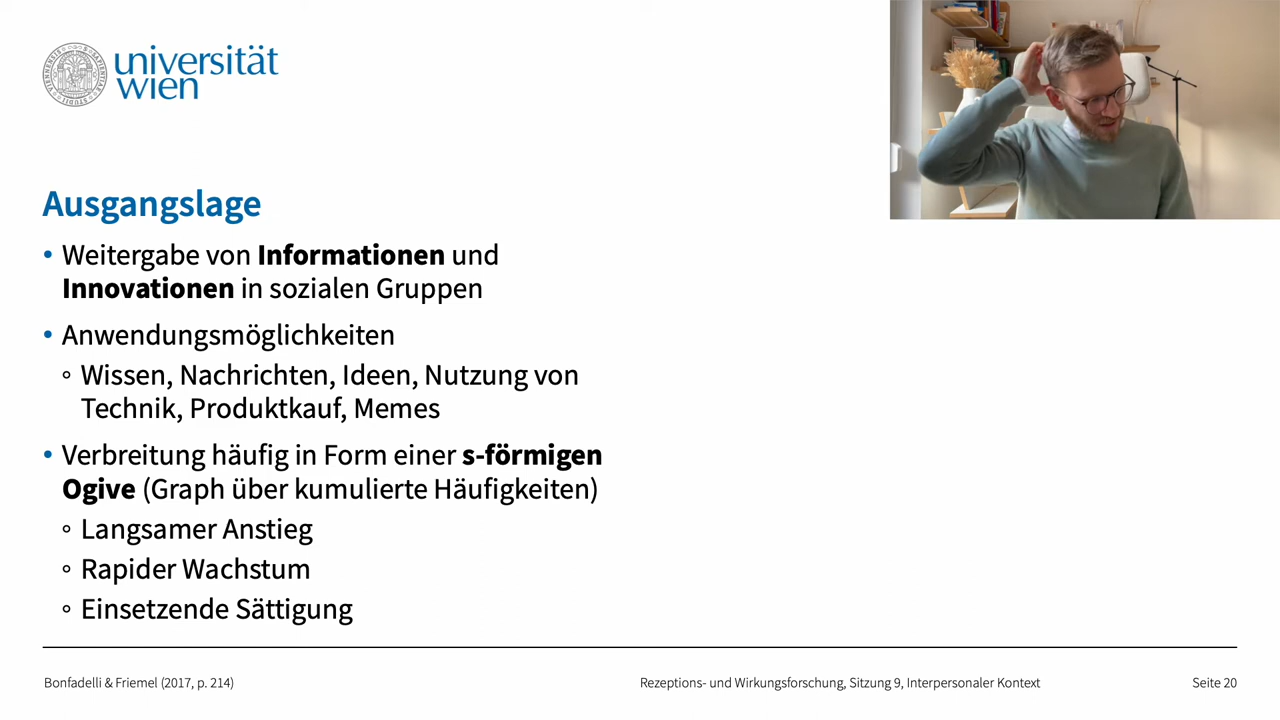 universität
wien
Ausgangslage
• Weitergabe von Informationen und
Innovationen in sozialen Gruppen
• Anwendungsmöglichkeiten
◦ Wissen, Nachrichten, Ideen, Nutzung von
Technik, Produktkauf, Memes
• Verbreitung häufig in Form einer s-förmigen
Ogive (Graph über kumulierte Häufigkeiten)
◦ Langsamer Anstieg
◦ Rapider Wachstum
◦ Einsetzende Sättigung
Bonfadelli & Friemel (2017, p. 214)
Rezeptions- und Wirkungsforschung, Sitzung 9, Interpersonaler Kontext
Seite 20